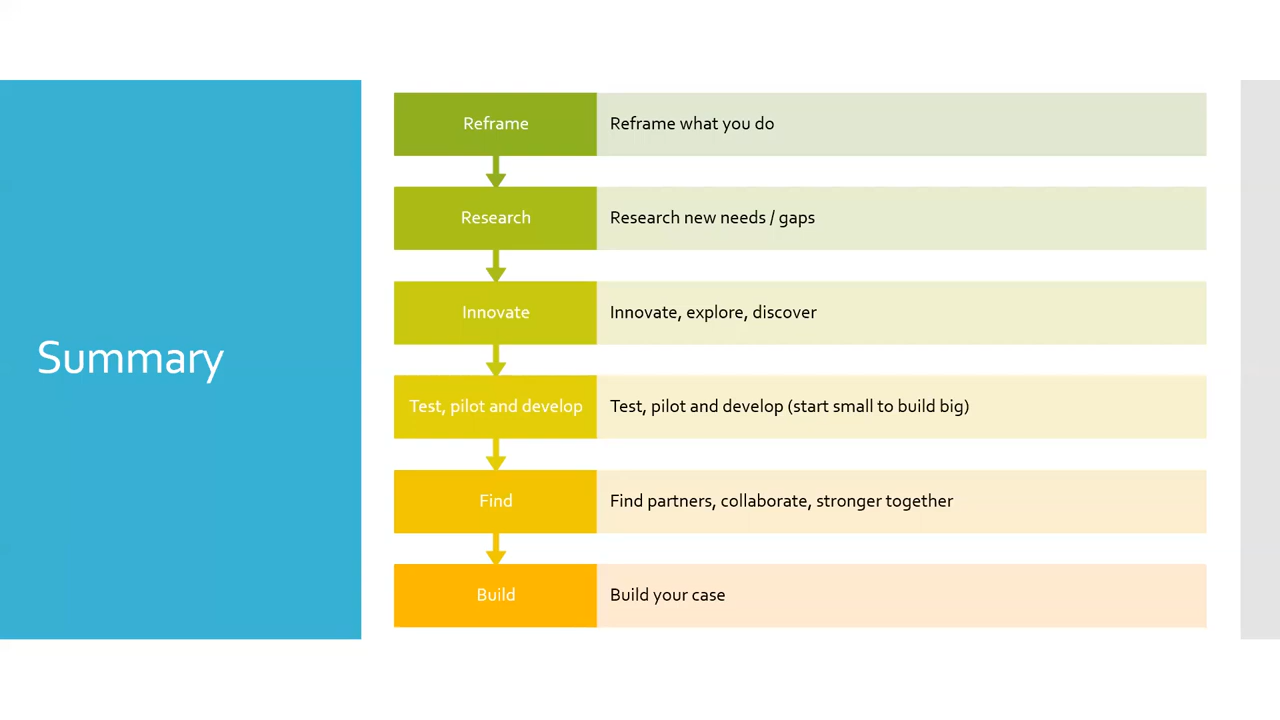 Summary
Reframe
Reframe what you do
Research
Research new needs / gaps
Innovate
Innovate, explore, discover
Test, pilot and develop
Test, pilot and develop (start small to build big)
Find
Find partners, collaborate, stronger together
Build
Build your case